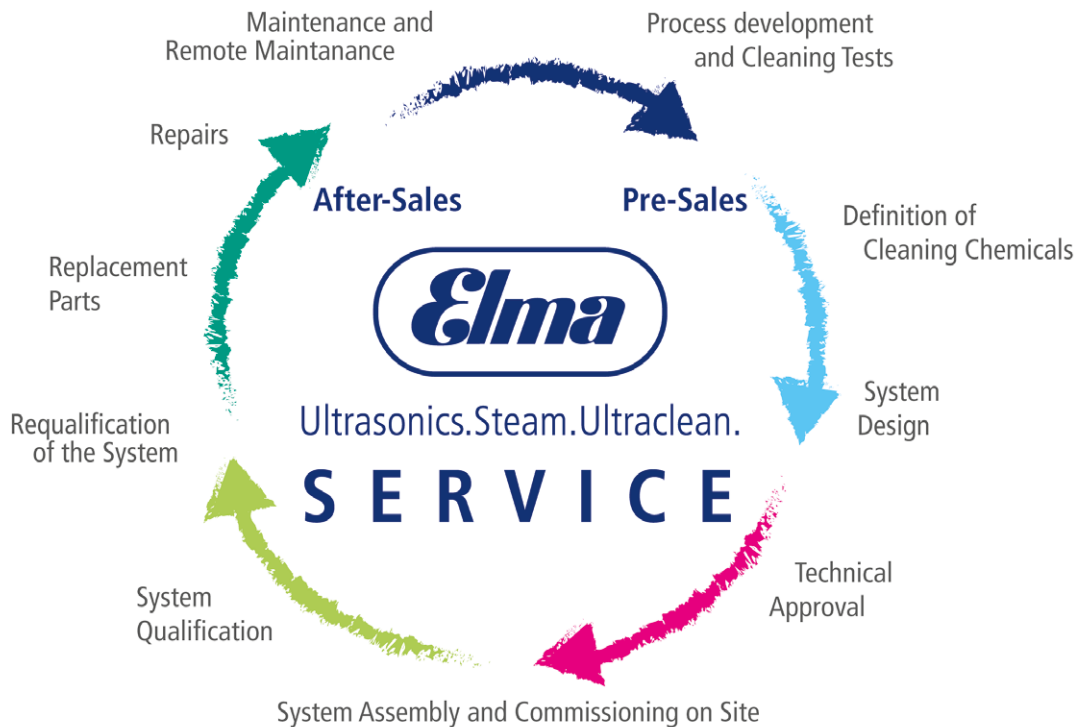 Maintenance and
Remote Maintanance
Process development
and Cleaning Tests
Repairs
After-Sales
Pre-Sales
Definition of
Cleaning Chemicals
Replacement
Parts
Elma
System
Design
Ultrasonics.Steam.Ultraclean.
Requalification
of the System
SERVICE
Technical
Approval
System
Qualification
System Assembly and Commissioning on Site